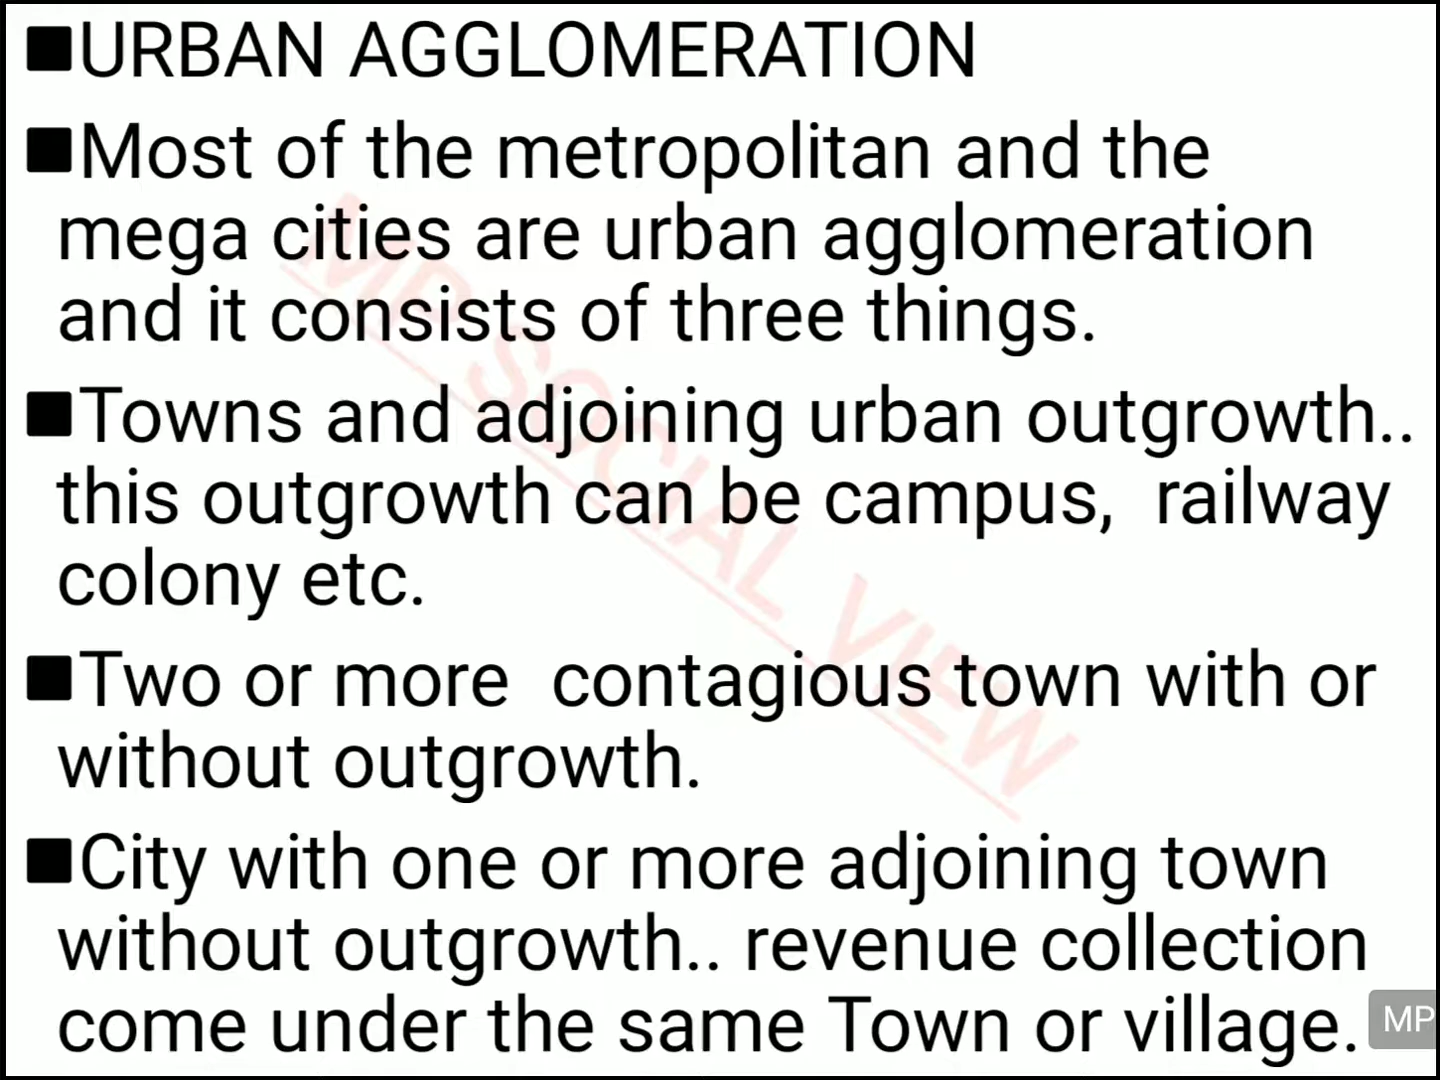 ■URBAN AGGLOMERATION
■Most of the metropolitan and the
mega cities are urban agglomeration
and it consists of three things.
■Towns and adjoining urban outgrowth..
this outgrowth can be campus,  railway
colony etc.
■Two or more  contagious town with or
without outgrowth.
■City with one or more adjoining town
without outgrowth.. revenue collection
come under the same Town or village.
MP
MP SOCIAL VIEW